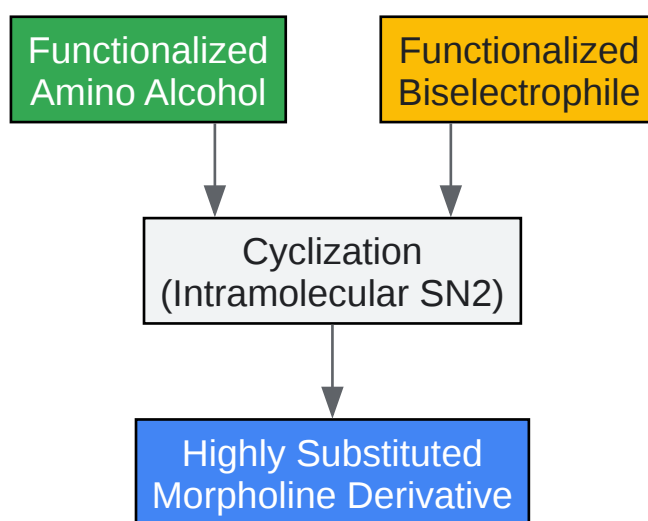 Functionalized
Amino Alcohol
Functionalized
Biselectrophile
Cyclization
(Intramolecular SN2)
Highly Substituted
Morpholine Derivative